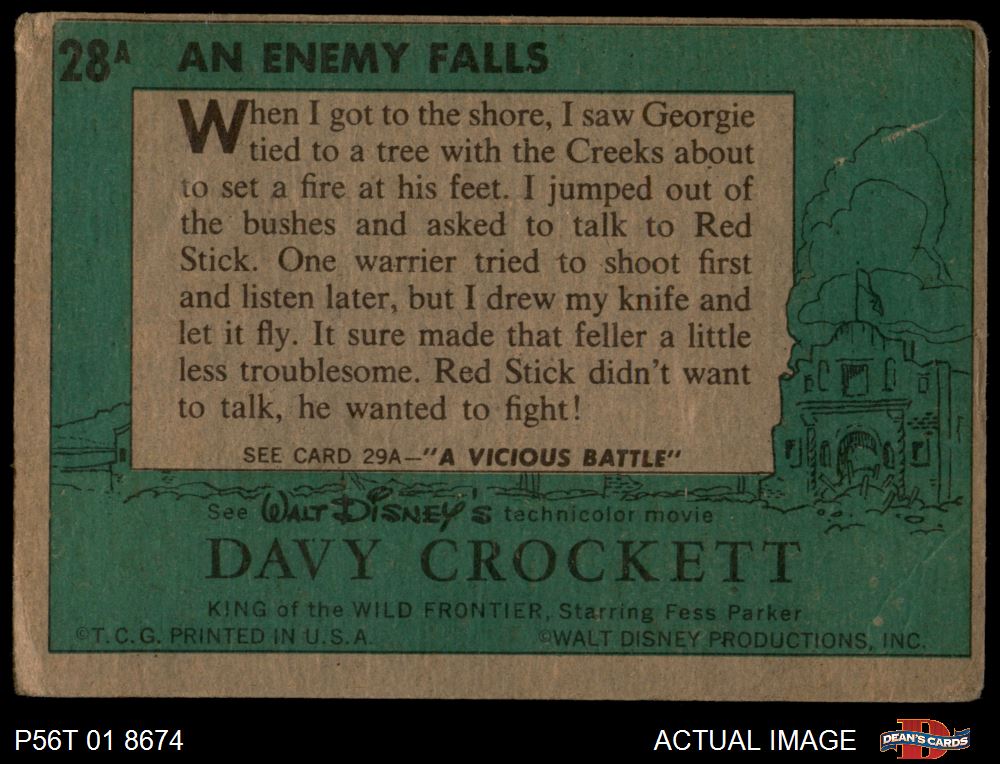 28A AN ENEMY FALLS
When I got to the shore, I saw Georgie
tied to a tree with the Creeks about
to set a fire at his feet. I jumped out of
the bushes and asked to talk to Red
Stick. One warrier tried to shoot first
and listen later, but I drew my knife and
let it fly. It sure made that feller a little
less troublesome. Red Stick didn't want
to talk, he wanted to fight!
SEE CARD 29A—"A VICIOUS BATTLE"
See WALT DISNEY'S technicolor movie
DAVY CROCKETT
KING of the WILD FRONTIER, Starring Fess Parker
©T.C.G. PRINTED IN U.S.A. ©WALT DISNEY PRODUCTIONS, INC.
P56T 01 8674 ACTUAL IMAGE DEAN'S CARDS